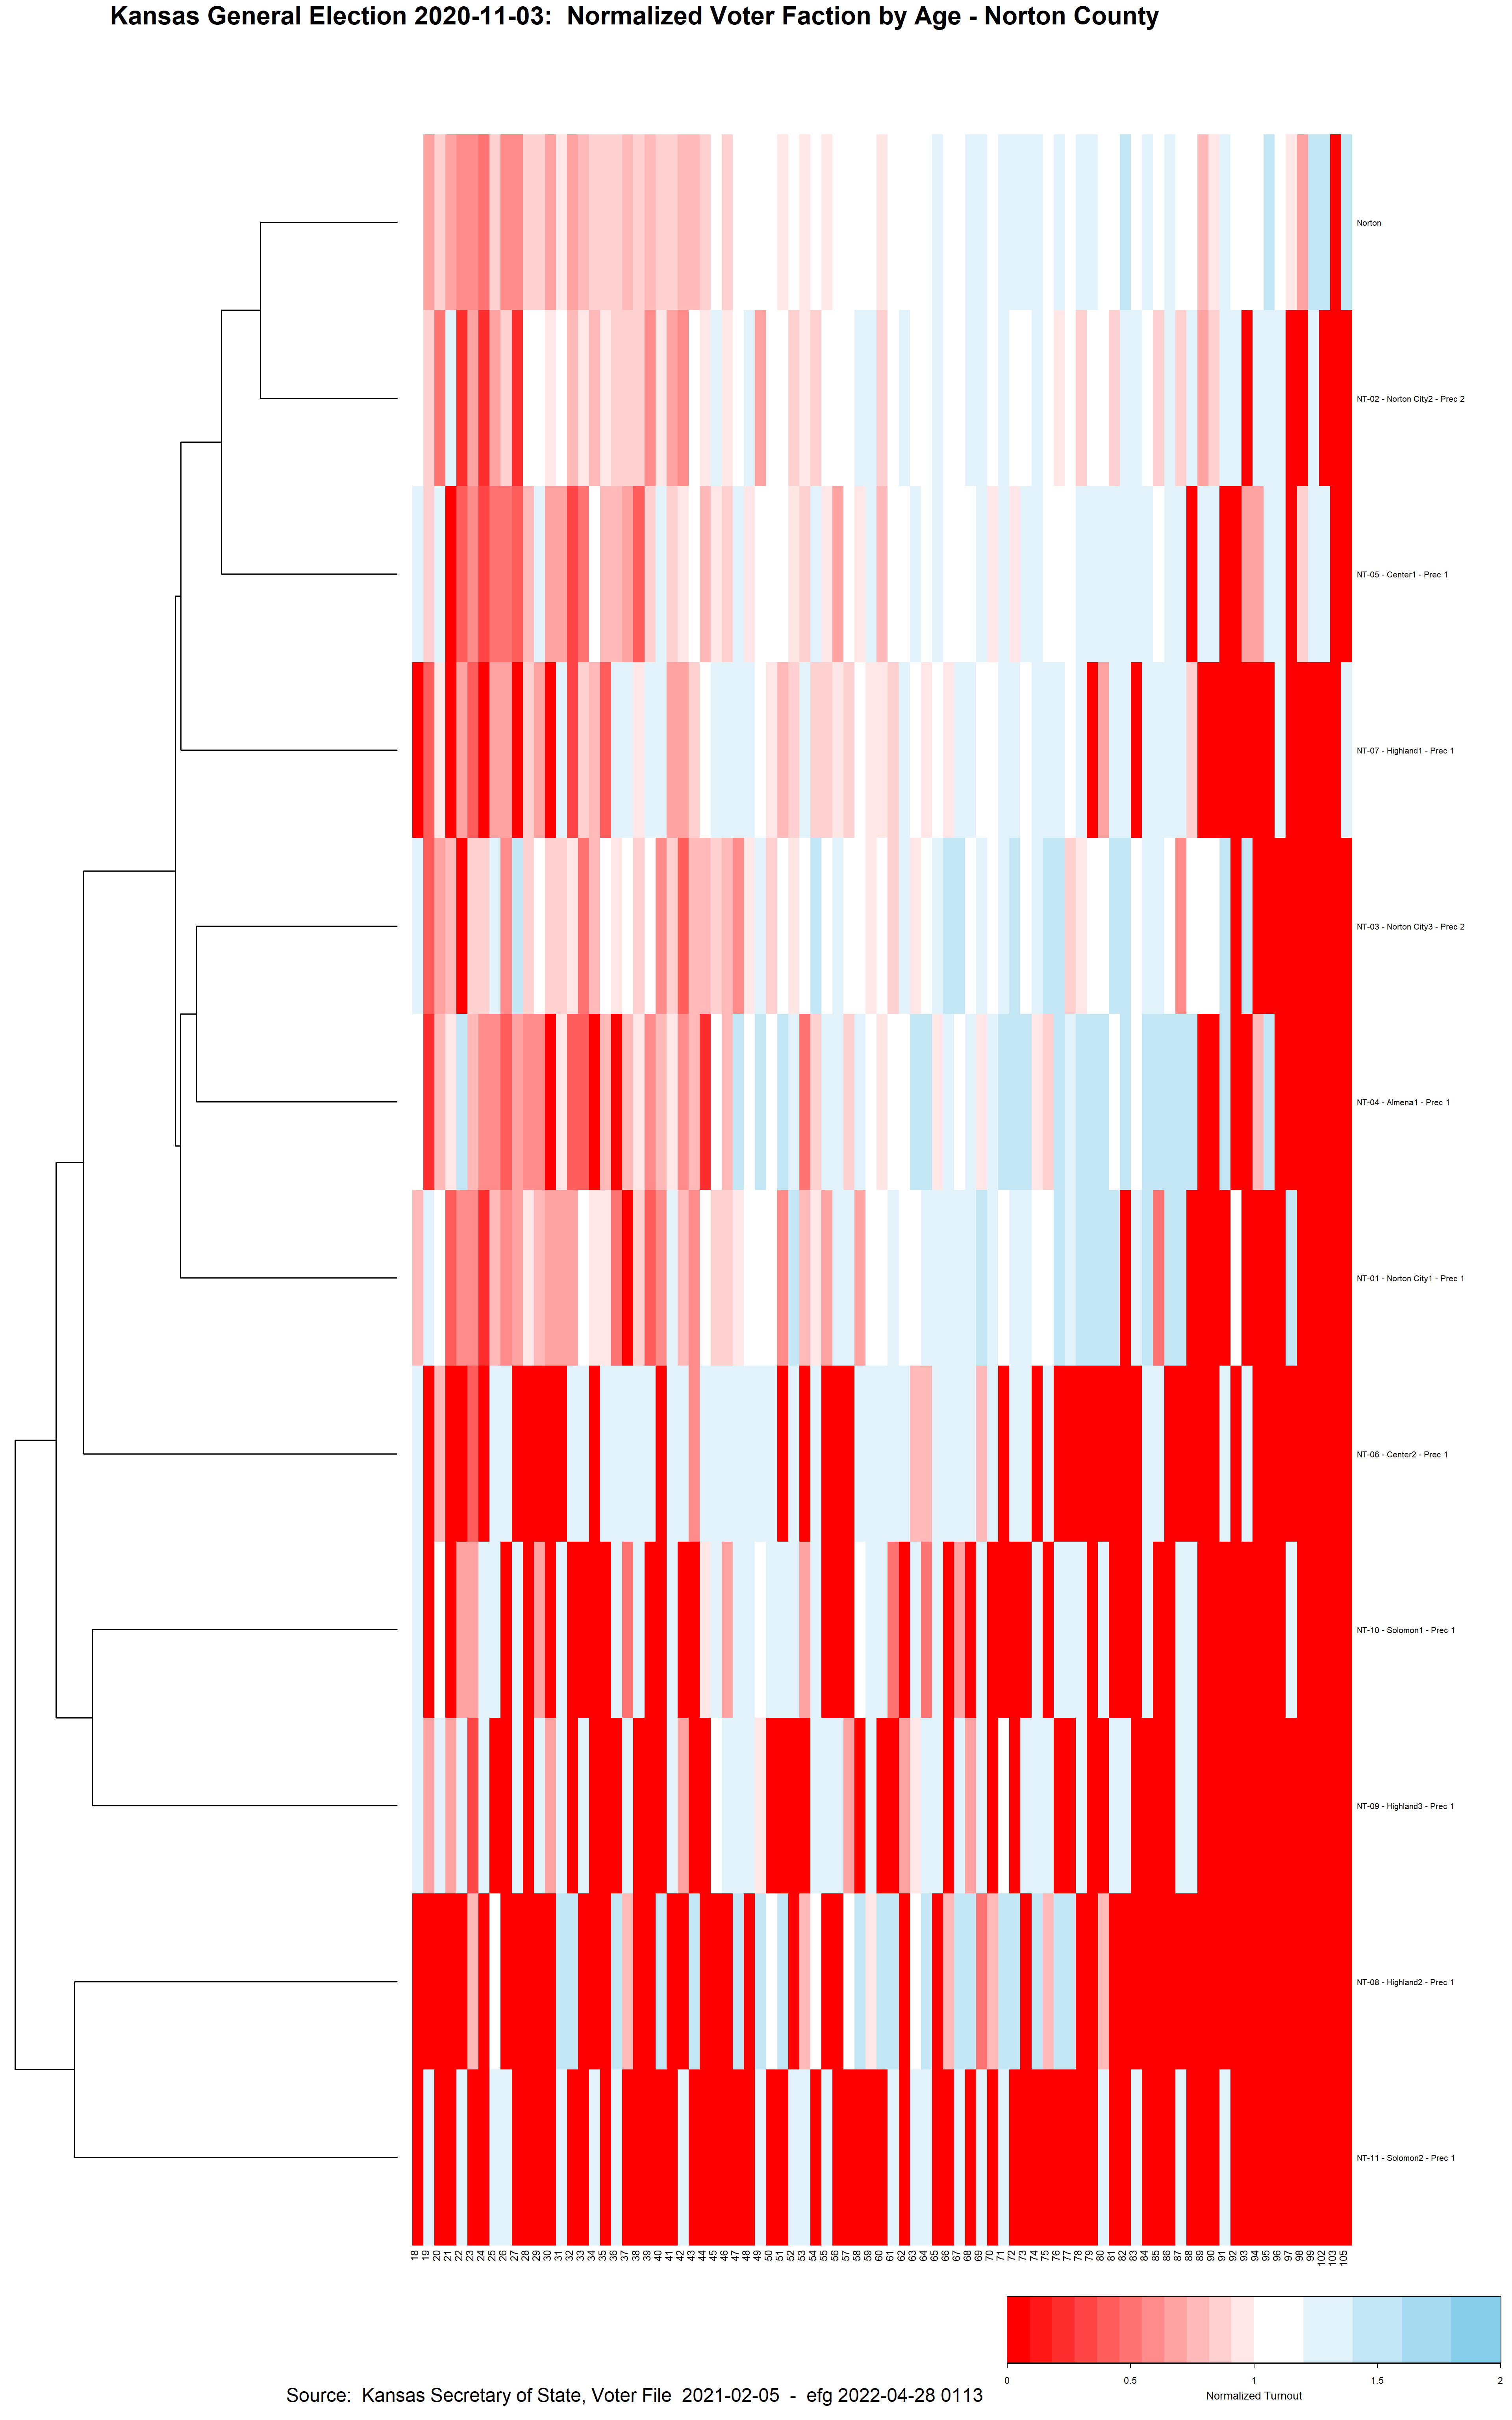 Kansas General Election 2020-11-03:  Normalized Voter Faction by Age - Norton County
Norton
NT-02 - Norton City2 - Prec 2
NT-05 - Center1 - Prec 1
NT-07 - Highland1 - Prec 1
NT-03 - Norton City3 - Prec 2
NT-04 - Almena1 - Prec 1
NT-01 - Norton City1 - Prec 1
NT-06 - Center2 - Prec 1
NT-10 - Solomon1 - Prec 1
NT-09 - Highland3 - Prec 1
NT-08 - Highland2 - Prec 1
NT-11 - Solomon2 - Prec 1
18 19 20 21 22 23 24 25 26 27 28 29 30 31 32 33 34 35 36 37 38 39 40 41 42 43 44 45 46 47 48 49 50 51 52 53 54 55 56 57 58 59 60 61 62 63 64 65 66 67 68 69 70 71 72 73 74 75 76 77 78 79 80 81 82 83 84 85 86 87 88 89 90 91 92 93 94 95 96 97 98 99 102 103 105
0 0.5 1 1.5 2
Normalized Turnout
Source:  Kansas Secretary of State, Voter File  2021-02-05  -  efg 2022-04-28 0113